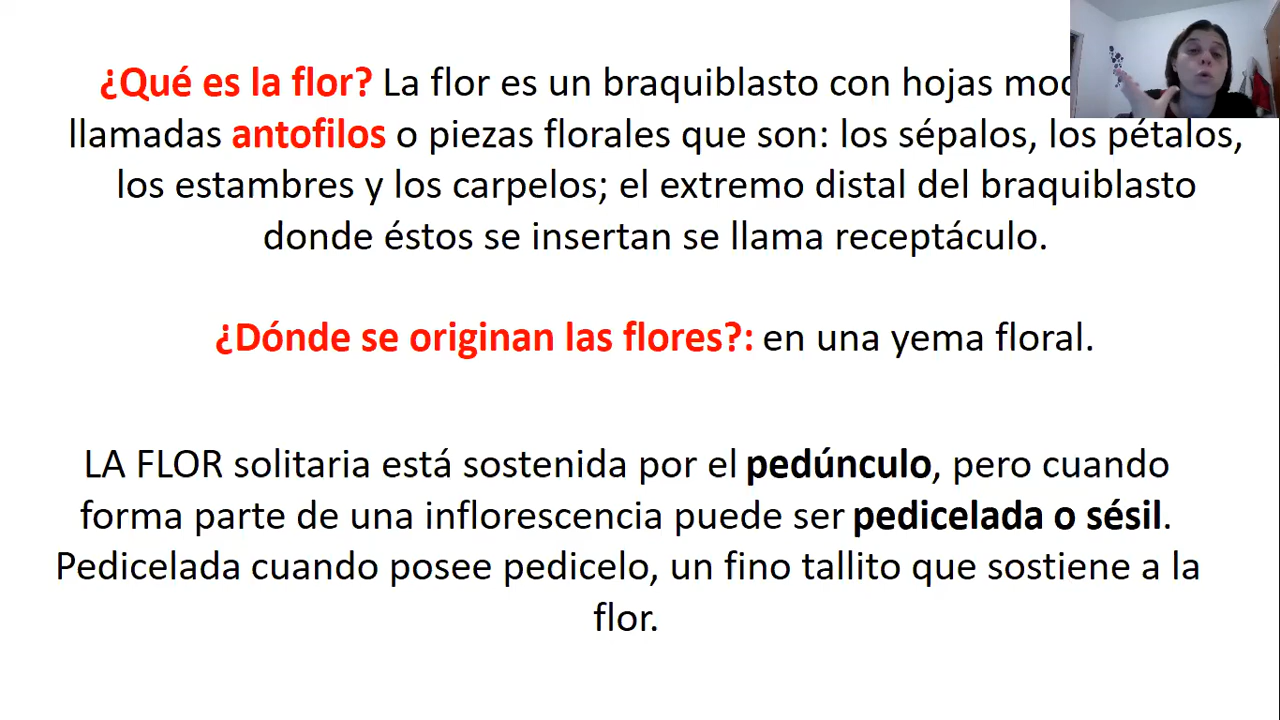 ¿Qué es la flor? La flor es un braquiblasto con hojas
llamadas antofilos o piezas florales que son: los sépalos, los pétalos,
los estambres y los carpelos; el extremo distal del braquiblasto
donde éstos se insertan se llama receptáculo.
¿Dónde se originan las flores?: en una yema floral.
LA FLOR solitaria está sostenida por el pedúnculo, pero cuando
forma parte de una inflorescencia puede ser pedicelada o sésil.
Pedicelada cuando posee pedicelo, un fino tallito que sostiene a la
flor.